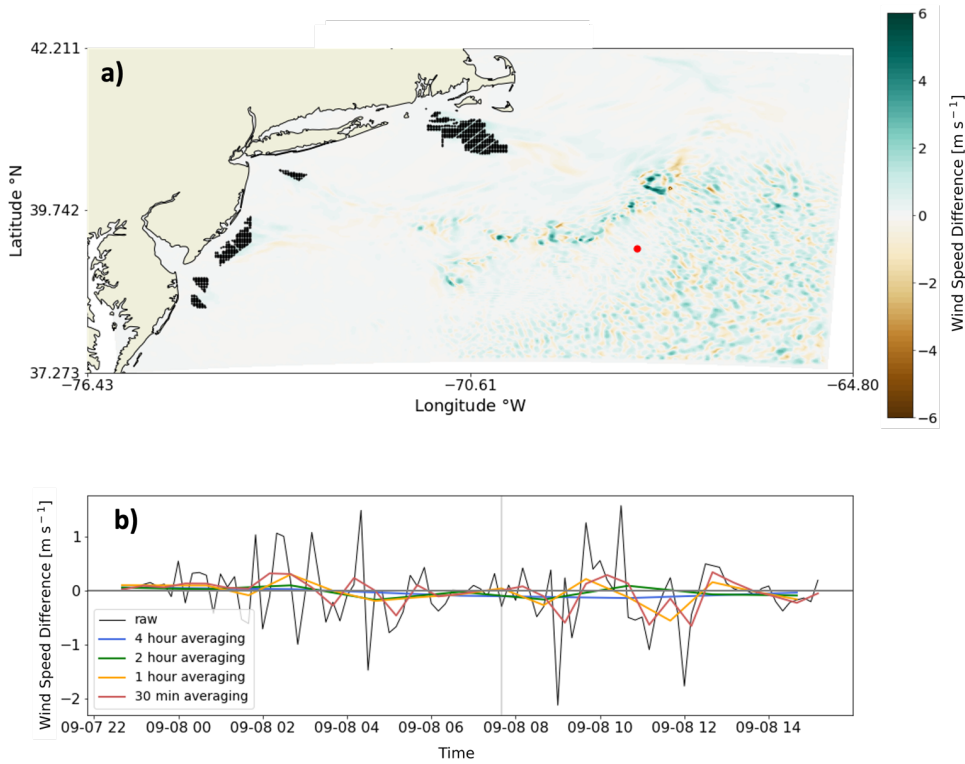 a)
42.211
39.742
37.273
Latitude °N
−76.43
−70.61
−64.80
Longitude °W
6
4
2
0
−2
−4
−6
Wind Speed Difference [m s⁻¹]
b)
1
0
−1
−2
Wind Speed Difference [m s⁻¹]
raw
4 hour averaging
2 hour averaging
1 hour averaging
30 min averaging
09-07 22 09-08 00 09-08 02 09-08 04 09-08 06 09-08 08 09-08 10 09-08 12 09-08 14
Time